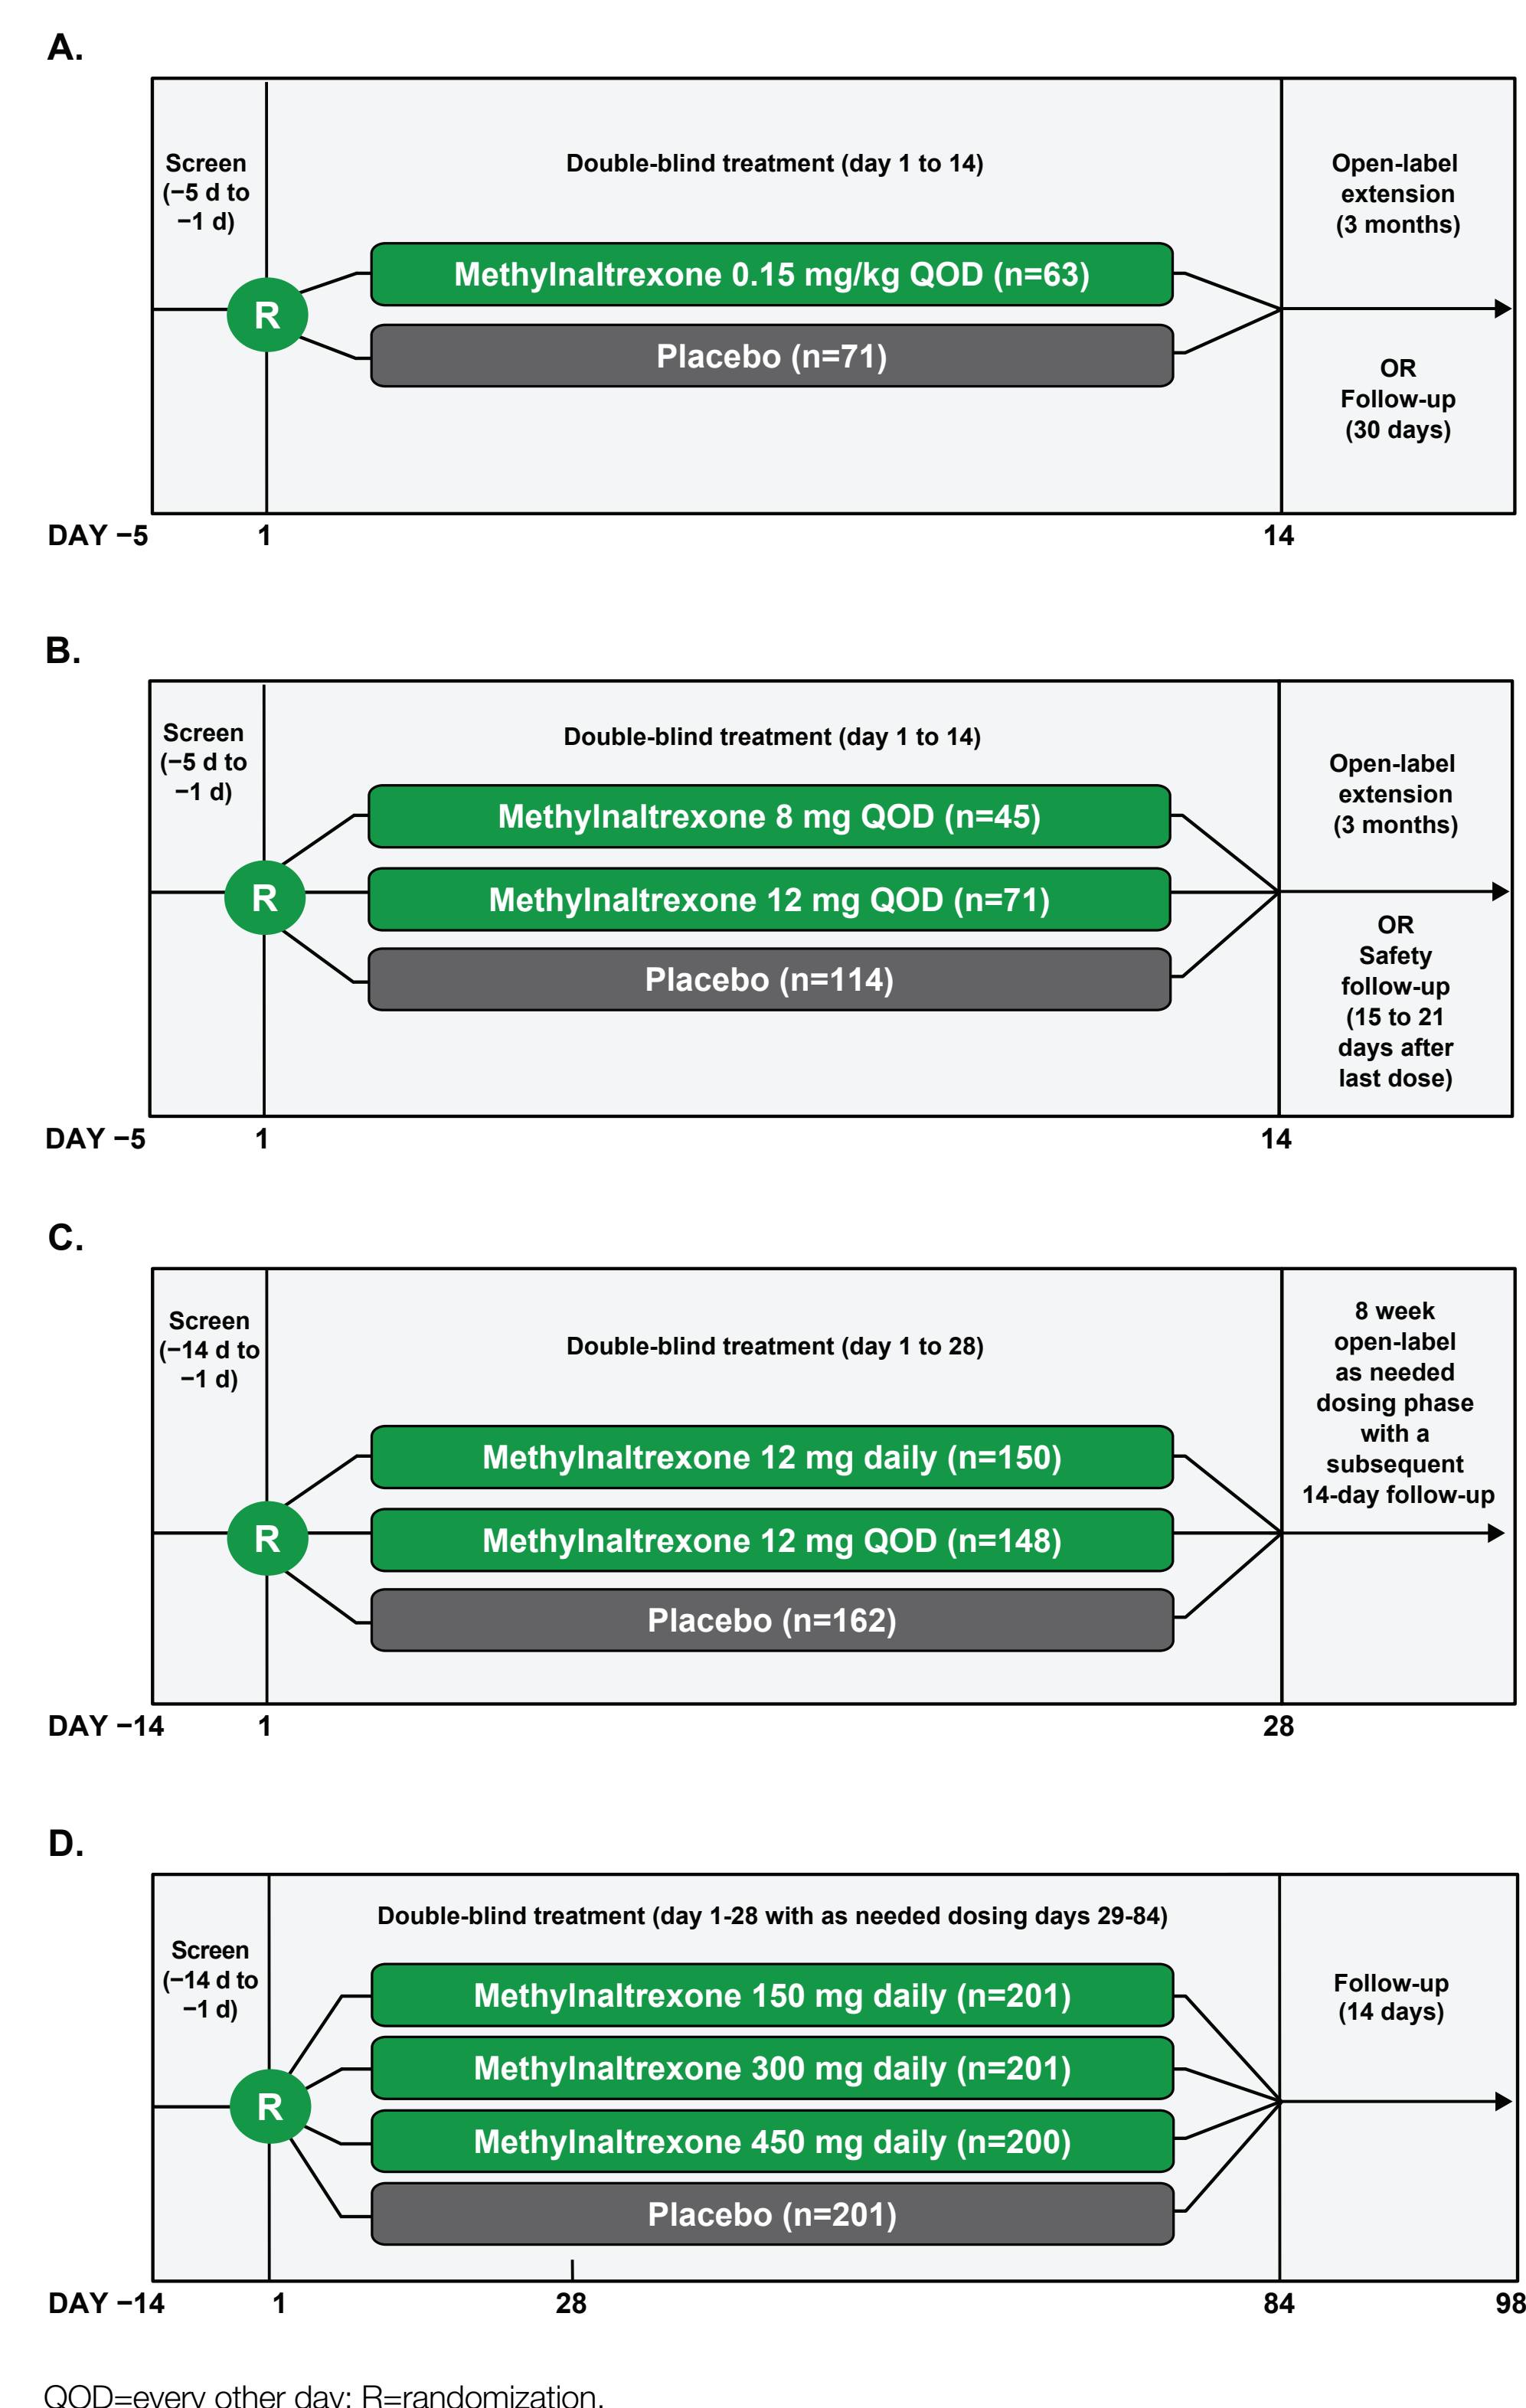 A.
Screen
(−5 d to
−1 d)
Double-blind treatment (day 1 to 14)
Open-label
extension
(3 months)
R
Methylnaltrexone 0.15 mg/kg QOD (n=63)
Placebo (n=71)
OR
Follow-up
(30 days)
DAY −5
1
14
B.
Screen
(−5 d to
−1 d)
Double-blind treatment (day 1 to 14)
Open-label
extension
(3 months)
R
Methylnaltrexone 8 mg QOD (n=45)
Methylnaltrexone 12 mg QOD (n=71)
Placebo (n=114)
OR
Safety
follow-up
(15 to 21
days after
last dose)
DAY −5
1
14
C.
Screen
(−14 d to
−1 d)
Double-blind treatment (day 1 to 28)
8 week
open-label
as needed
dosing phase
with a
subsequent
14-day follow-up
R
Methylnaltrexone 12 mg daily (n=150)
Methylnaltrexone 12 mg QOD (n=148)
Placebo (n=162)
DAY −14
1
28
D.
Screen
(−14 d to
−1 d)
Double-blind treatment (day 1-28 with as needed dosing days 29-84)
Follow-up
(14 days)
R
Methylnaltrexone 150 mg daily (n=201)
Methylnaltrexone 300 mg daily (n=201)
Methylnaltrexone 450 mg daily (n=200)
Placebo (n=201)
DAY −14
1
28
84
98
QOD=every other day; R=randomization.